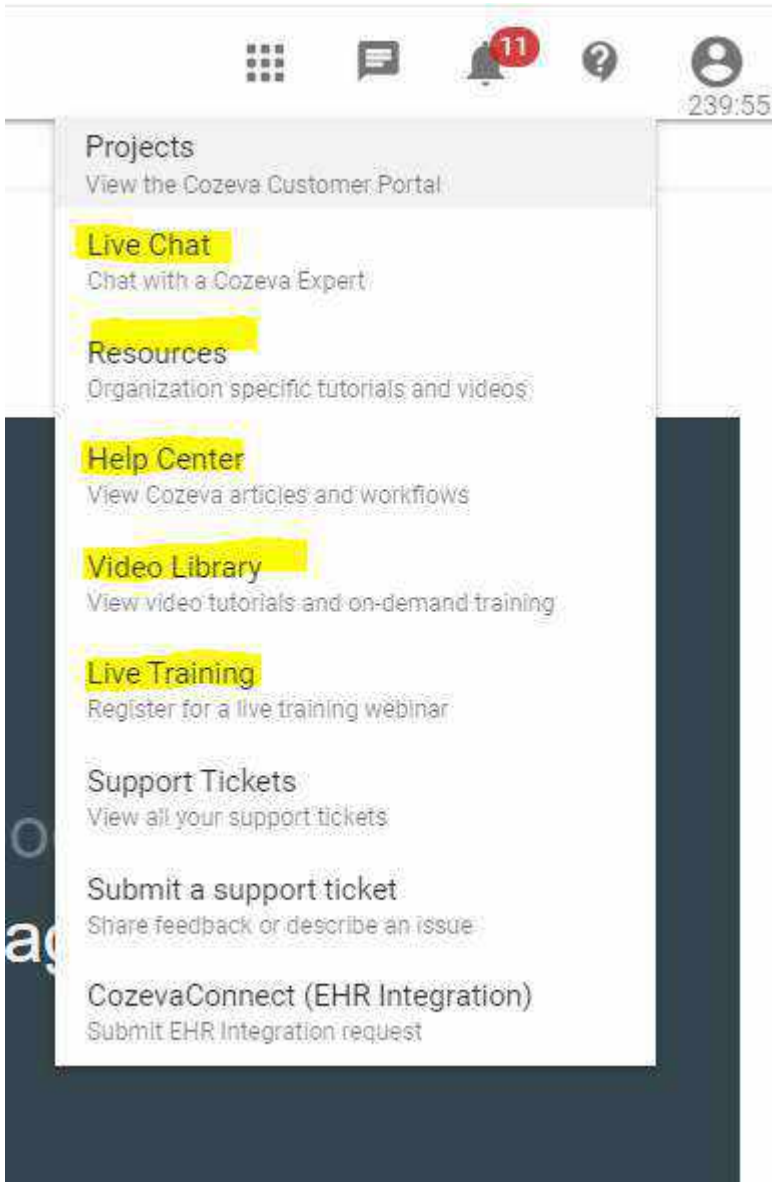 11
239:55
Projects
View the Cozeva Customer Portal
Live Chat
Chat with a Cozeva Expert
Resources
Organization specific tutorials and videos
Help Center
View Cozeva articles and workflows
Video Library
View video tutorials and on-demand training
Live Training
Register for a live training webinar
Support Tickets
View all your support tickets
Submit a support ticket
Share feedback or describe an issue
CozevaConnect (EHR Integration)
Submit EHR Integration request